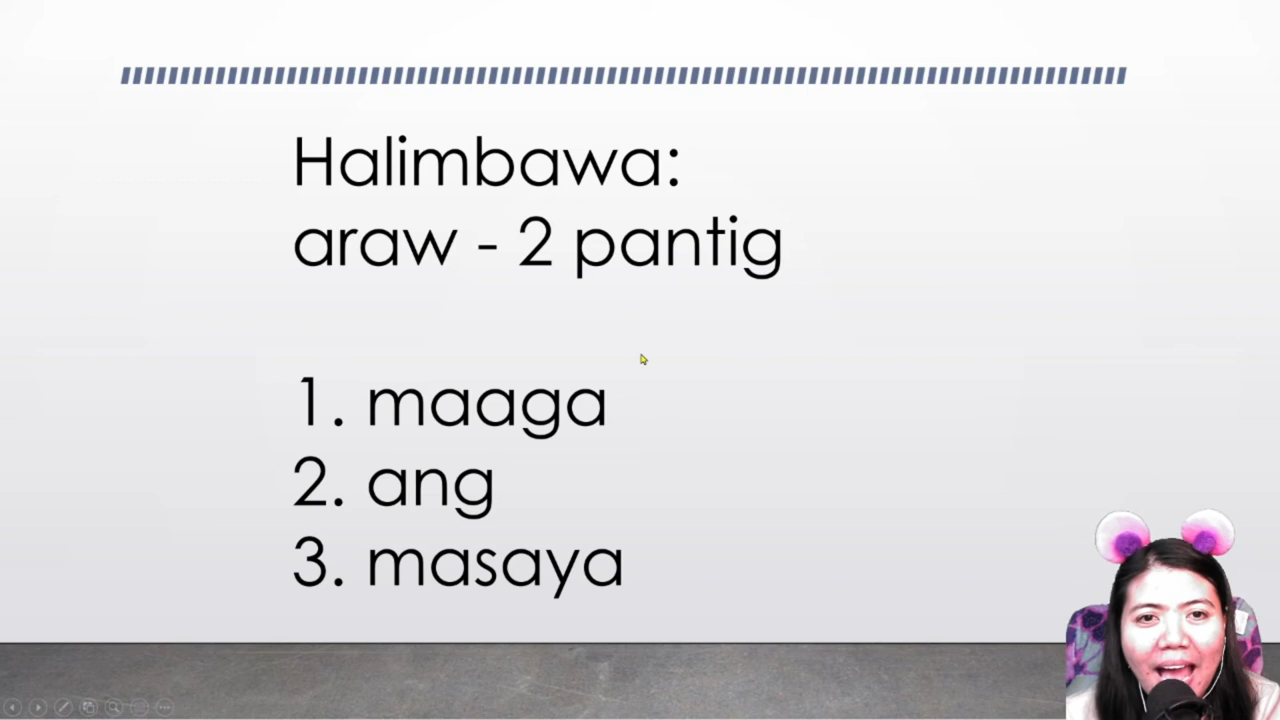 Halimbawa:
araw - 2 pantig
1. maaga
2. ang
3. masaya